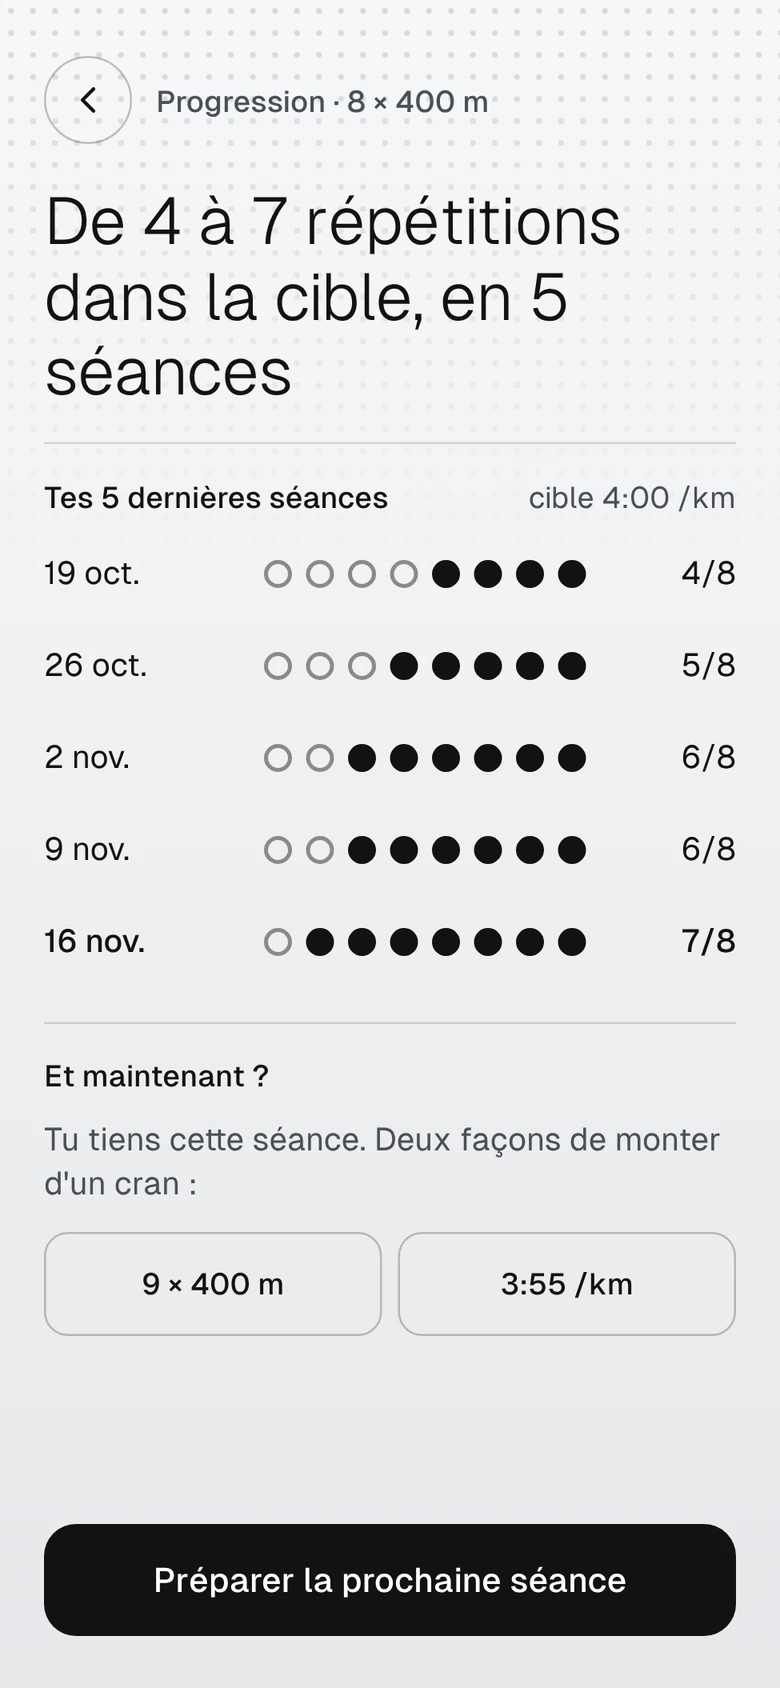 Progression · 8 × 400 m
De 4 à 7 répétitions
dans la cible, en 5
séances
Tes 5 dernières séances cible 4:00 /km
19 oct. 4/8
26 oct. 5/8
2 nov. 6/8
9 nov. 6/8
16 nov. 7/8
Et maintenant ?
Tu tiens cette séance. Deux façons de monter
d'un cran :
9 × 400 m 3:55 /km
Préparer la prochaine séance